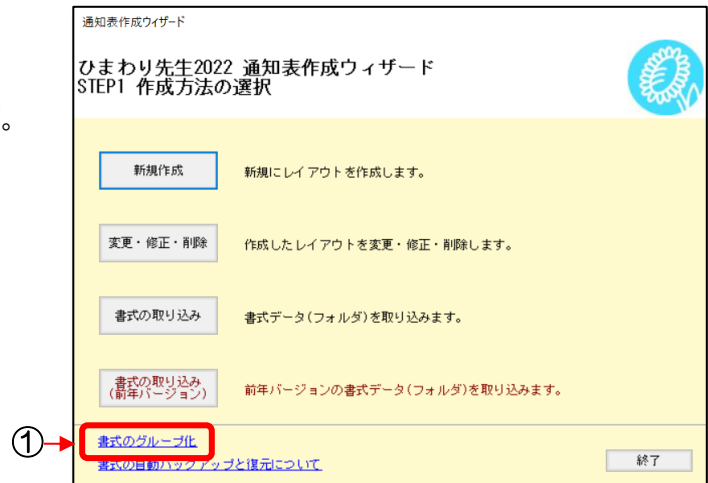 通知表作成ウィザード
ひまわり先生2022 通知表作成ウィザード
STEP1 作成方法の選択
。
新規作成
新規にレイアウトを作成します。
変更・修正・削除
作成したレイアウトを変更・修正・削除します。
書式の取り込み
書式データ(フォルダ)を取り込みます。
書式の取り込み
(前年バージョン)
前年バージョンの書式データ(フォルダ)を取り込みます。
①
書式のグループ化
書式の自動バックアップと復元について
終了